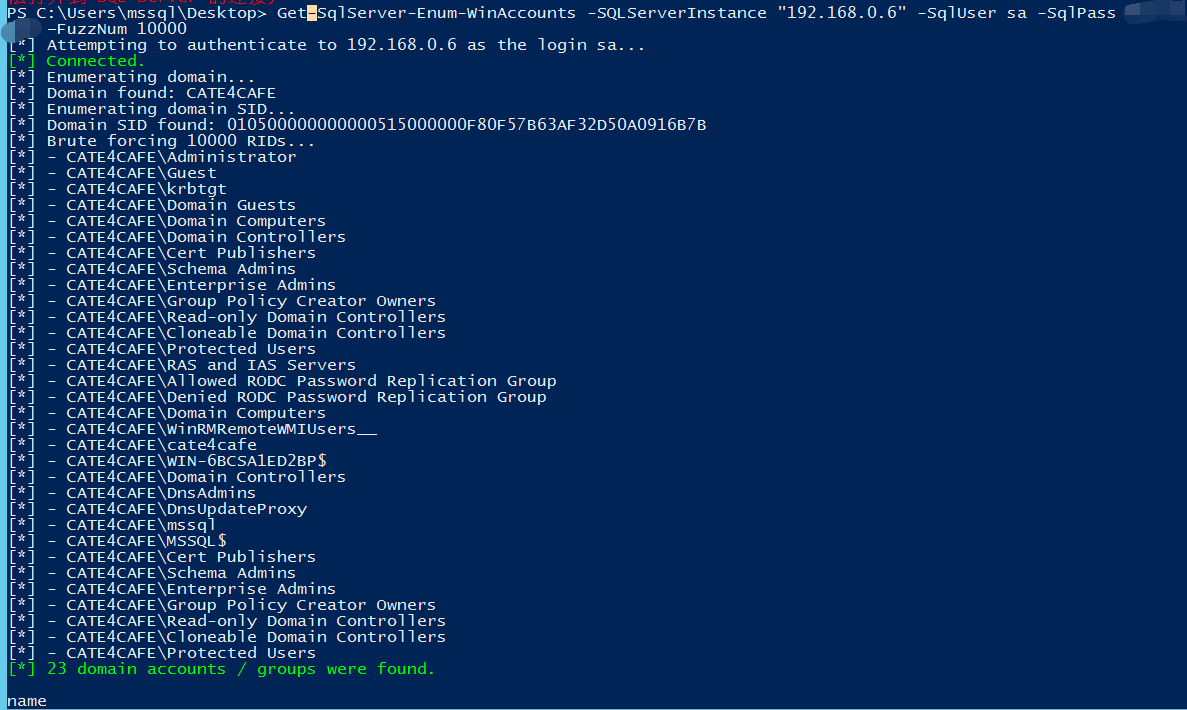 PS C:\Users\mssql\Desktop> Get-SqlServer-Enum-WinAccounts -SQLServerInstance "192.168.0.6" -SqlUser sa -SqlPass
-FuzzNum 10000
[*] Attempting to authenticate to 192.168.0.6 as the login sa...
[*] Connected.
[*] Enumerating domain...
[*] Domain found: CATE4CAFE
[*] Enumerating domain SID...
[*] Domain SID found: 010500000000000515000000F80F57B63AF32D50A0916B7B
[*] Brute forcing 10000 RIDs...
[*] - CATE4CAFE\Administrator
[*] - CATE4CAFE\Guest
[*] - CATE4CAFE\krbtgt
[*] - CATE4CAFE\Domain Guests
[*] - CATE4CAFE\Domain Computers
[*] - CATE4CAFE\Domain Controllers
[*] - CATE4CAFE\Cert Publishers
[*] - CATE4CAFE\Schema Admins
[*] - CATE4CAFE\Enterprise Admins
[*] - CATE4CAFE\Group Policy Creator Owners
[*] - CATE4CAFE\Read-only Domain Controllers
[*] - CATE4CAFE\Cloneable Domain Controllers
[*] - CATE4CAFE\Protected Users
[*] - CATE4CAFE\RAS and IAS Servers
[*] - CATE4CAFE\Allowed RODC Password Replication Group
[*] - CATE4CAFE\Denied RODC Password Replication Group
[*] - CATE4CAFE\Domain Computers
[*] - CATE4CAFE\WinRMRemoteWMIUsers__
[*] - CATE4CAFE\cate4cafe
[*] - CATE4CAFE\WIN-6BCSA1ED2BP$
[*] - CATE4CAFE\Domain Controllers
[*] - CATE4CAFE\DnsAdmins
[*] - CATE4CAFE\DnsUpdateProxy
[*] - CATE4CAFE\mssql
[*] - CATE4CAFE\MSSQL$
[*] - CATE4CAFE\Cert Publishers
[*] - CATE4CAFE\Schema Admins
[*] - CATE4CAFE\Enterprise Admins
[*] - CATE4CAFE\Group Policy Creator Owners
[*] - CATE4CAFE\Read-only Domain Controllers
[*] - CATE4CAFE\Cloneable Domain Controllers
[*] - CATE4CAFE\Protected Users
[*] 23 domain accounts / groups were found.
name